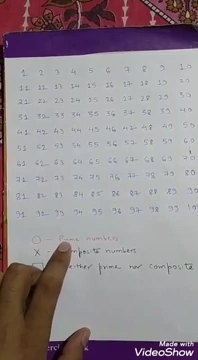 1 2 3 4 5 6 7 8 9 10
11 12 13 14 15 16 17 18 19 20
21 22 23 24 25 26 27 28 29 30
31 32 33 34 35 36 37 38 39 40
41 42 43 44 45 46 47 48 49 50
51 52 53 54 55 56 57 58 59 60
61 62 63 64 65 66 67 68 69 70
71 72 73 74 75 76 77 78 79 80
81 82 83 84 85 86 87 88 89 90
91 92 93 94 95 96 97 98 99
O - Prime numbers
X composite numbers
neither prime nor composite
Made with
VideoShow